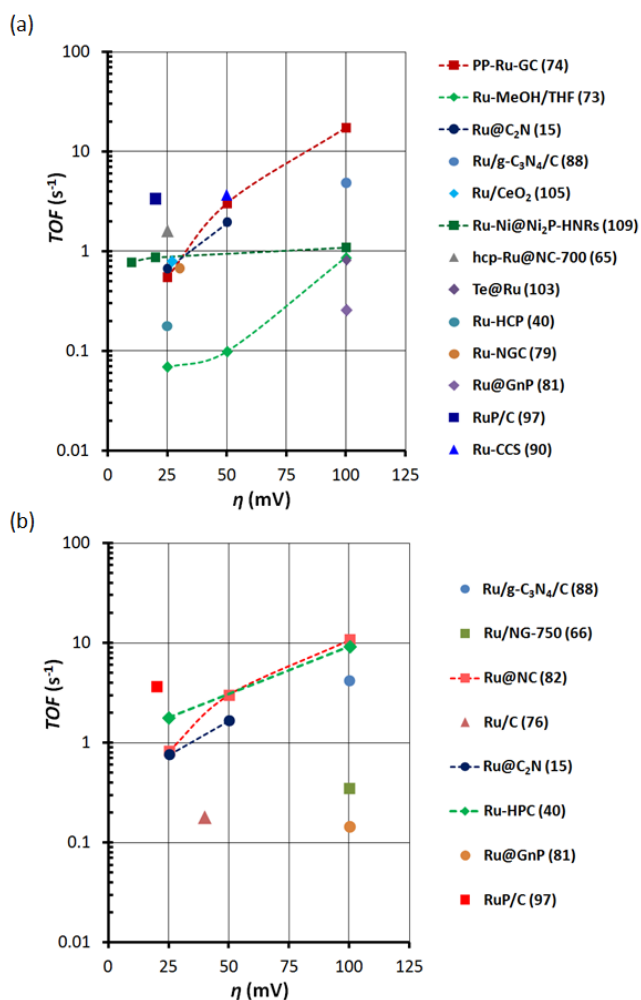 (a)
TOF (s⁻¹)
100
10
1
0.1
0.01
0 25 50 75 100 125
η (mV)
PP-Ru-GC (74)
Ru-MeOH/THF (73)
Ru@C₂N (15)
Ru/g-C₃N₄/C (88)
Ru/CeO₂ (105)
Ru-Ni@Ni₂P-HNRs (109)
hcp-Ru@NC-700 (65)
Te@Ru (103)
Ru-HCP (40)
Ru-NGC (79)
Ru@GnP (81)
RuP/C (97)
Ru-CCS (90)
(b)
TOF (s⁻¹)
100
10
1
0.1
0.01
0 25 50 75 100 125
η (mV)
Ru/g-C₃N₄/C (88)
Ru/NG-750 (66)
Ru@NC (82)
Ru/C (76)
Ru@C₂N (15)
Ru-HPC (40)
Ru@GnP (81)
RuP/C (97)